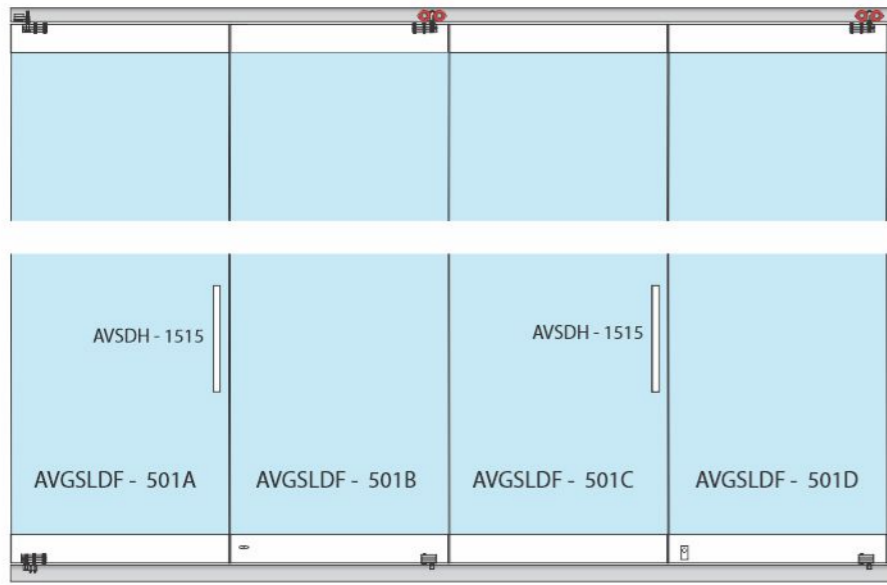 AVSDH - 1515
AVSDH - 1515
AVGSLDF - 501A
AVGSLDF - 501B
AVGSLDF - 501C
AVGSLDF - 501D